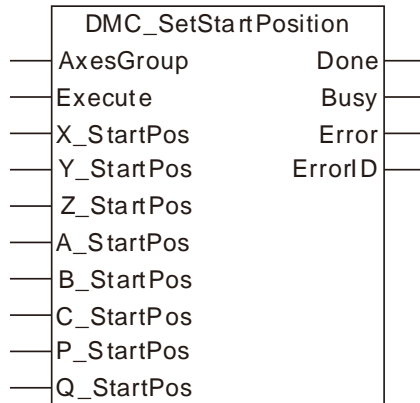 DMC_SetStartPosition
AxesGroup Done
Execute Busy
X_StartPos Error
Y_StartPos ErrorID
Z_StartPos
A_StartPos
B_StartPos
C_StartPos
P_StartPos
Q_StartPos